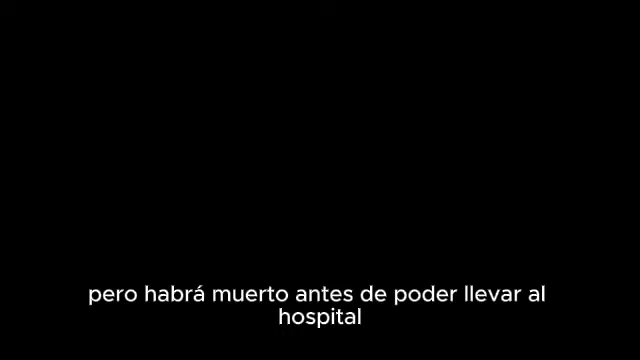 pero habrá muerto antes de poder llevar al
hospital